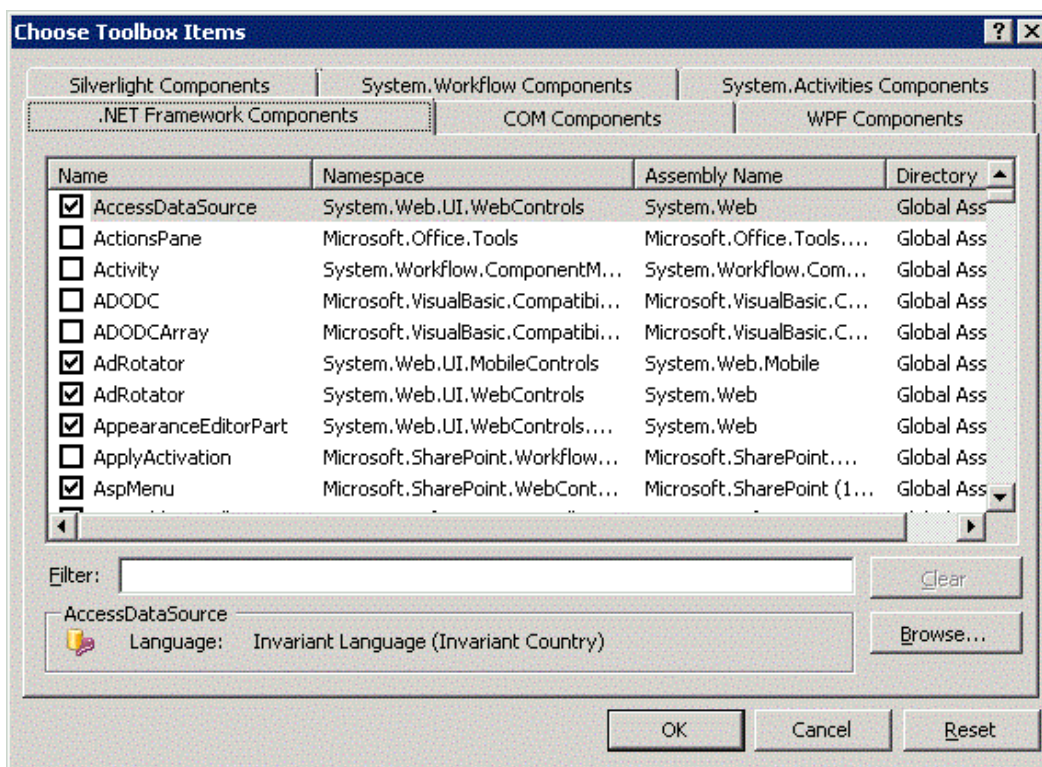 Choose Toolbox Items
Silverlight Components System.Workflow Components System.Activities Components
.NET Framework Components COM Components WPF Components
Name Namespace Assembly Name Directory
AccessDataSource System.Web.UI.WebControls System.Web Global Ass
ActionsPane Microsoft.Office.Tools Microsoft.Office.Tools.... Global Ass
Activity System.Workflow.ComponentM... System.Workflow.Com... Global Ass
ADODC Microsoft.VisualBasic.Compatibi... Microsoft.VisualBasic.C... Global Ass
ADODCArray Microsoft.VisualBasic.Compatibi... Microsoft.VisualBasic.C... Global Ass
AdRotator System.Web.UI.MobileControls System.Web.Mobile Global Ass
AdRotator System.Web.UI.WebControls System.Web Global Ass
AppearanceEditorPart System.Web.UI.WebControls.... System.Web Global Ass
ApplyActivation Microsoft.SharePoint.Workflow... Microsoft.SharePoint.... Global Ass
AspMenu Microsoft.SharePoint.WebCont... Microsoft.SharePoint (1... Global Ass
Filter: Clear
AccessDataSource
Language: Invariant Language (Invariant Country) Browse...
OK Cancel Reset